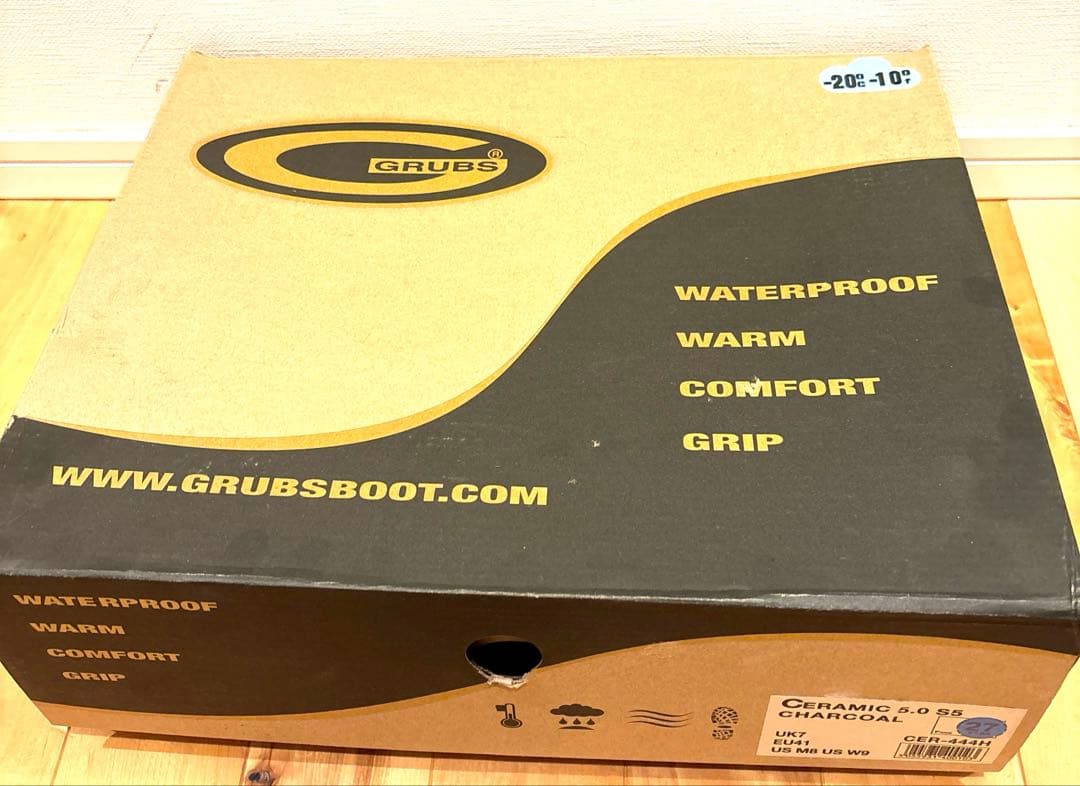 -20°C -10°F
GRUBS®
WATERPROOF
WARM
COMFORT
GRIP
WWW.GRUBSBOOT.COM
WATERPROOF
WARM
COMFORT
GRIP
CERAMIC 5.0 S5
CHARCOAL
27
UK7
EU41
US M8 US W9
CER-444H